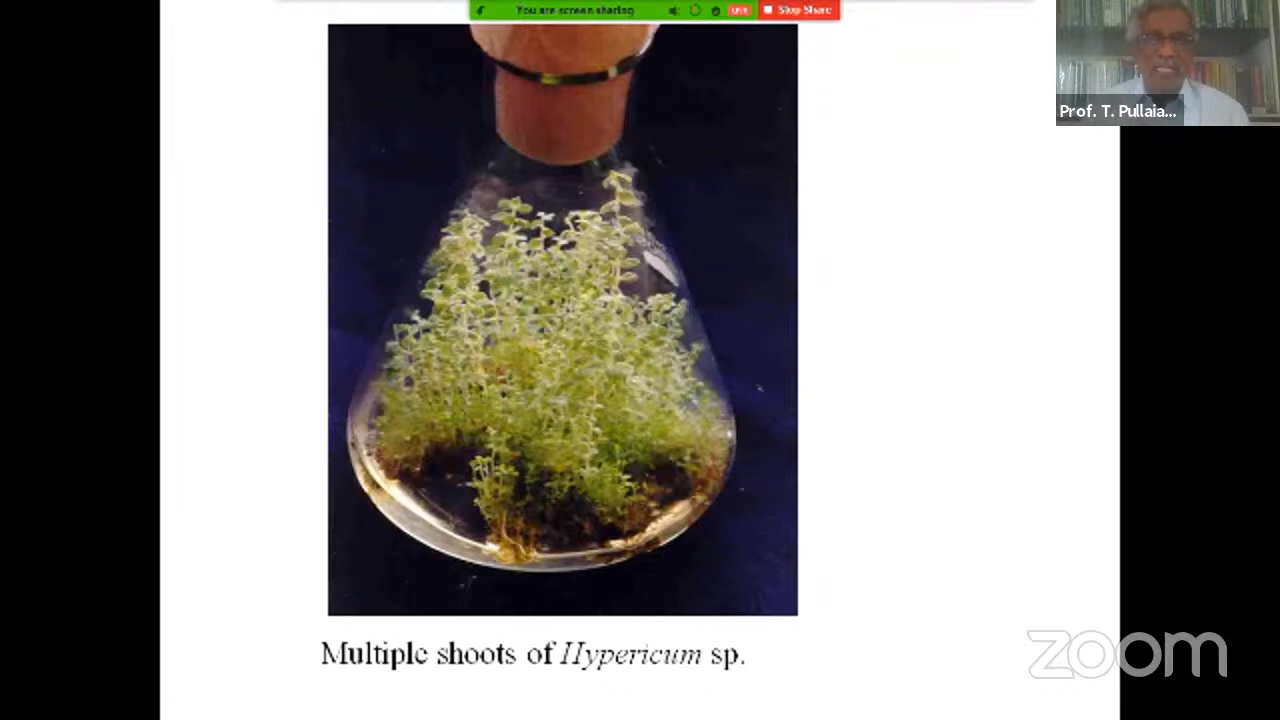 You are screen sharing
Stop Share
Prof. T. Pullaia...
Multiple shoots of Hypericum sp.
zoom